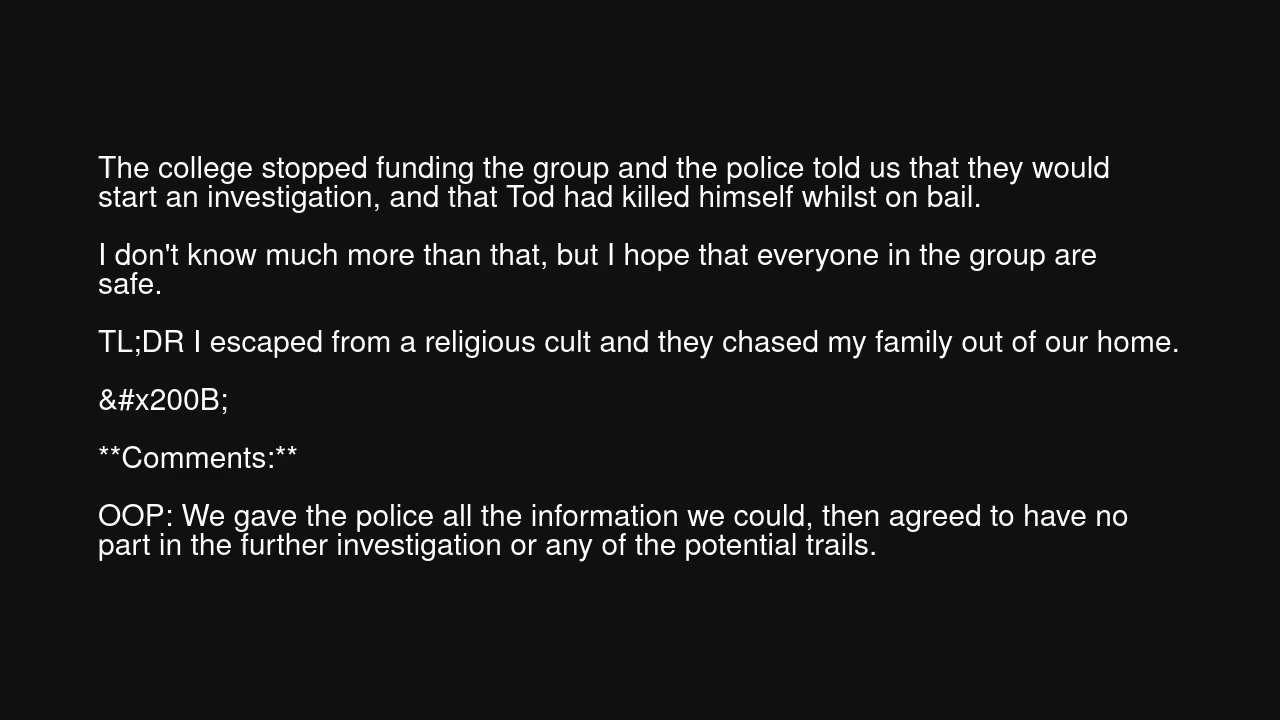 The college stopped funding the group and the police told us that they would
start an investigation, and that Tod had killed himself whilst on bail.
I don't know much more than that, but I hope that everyone in the group are
safe.
TL;DR I escaped from a religious cult and they chased my family out of our home.
&#x200B;
**Comments:**
OOP: We gave the police all the information we could, then agreed to have no
part in the further investigation or any of the potential trails.